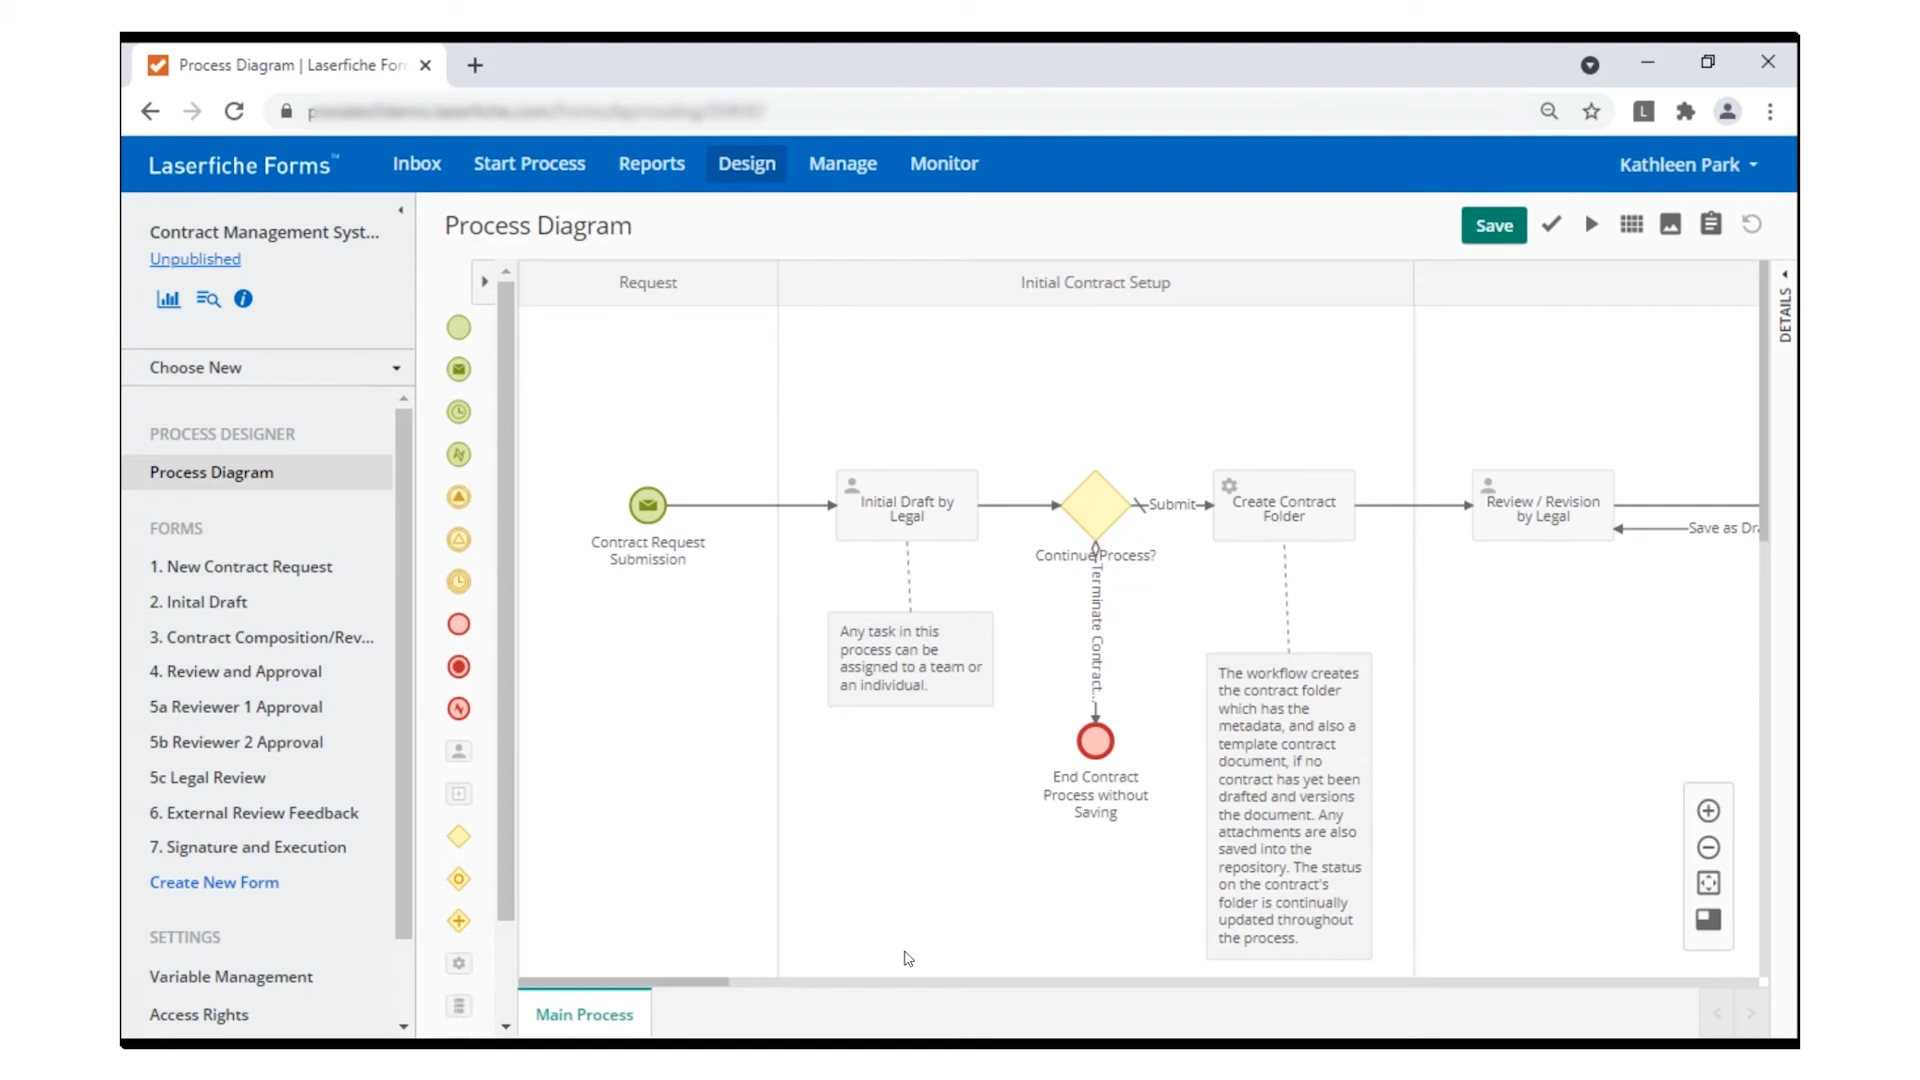 Process Diagram | Laserfiche For
Laserfiche Forms™
Inbox
Start Process
Reports
Design
Manage
Monitor
Kathleen Park
Contract Management Syst...
Unpublished
Choose New
PROCESS DESIGNER
Process Diagram
FORMS
1. New Contract Request
2. Inital Draft
3. Contract Composition/Rev...
4. Review and Approval
5a Reviewer 1 Approval
5b Reviewer 2 Approval
5c Legal Review
6. External Review Feedback
7. Signature and Execution
Create New Form
SETTINGS
Variable Management
Access Rights
Process Diagram
Save
DETAILS
Request
Initial Contract Setup
Contract Request
Submission
Initial Draft by
Legal
Any task in this
process can be
assigned to a team or
an individual.
Continue Process?
Submit
Terminate Contract...
End Contract
Process without
Saving
Create Contract
Folder
The workflow creates
the contract folder
which has the
metadata, and also a
template contract
document, if no
contract has yet been
drafted and versions
the document. Any
attachments are also
saved into the
repository. The status
on the contract's
folder is continually
updated throughout
the process.
Review / Revision
by Legal
Save as Dra
Main Process